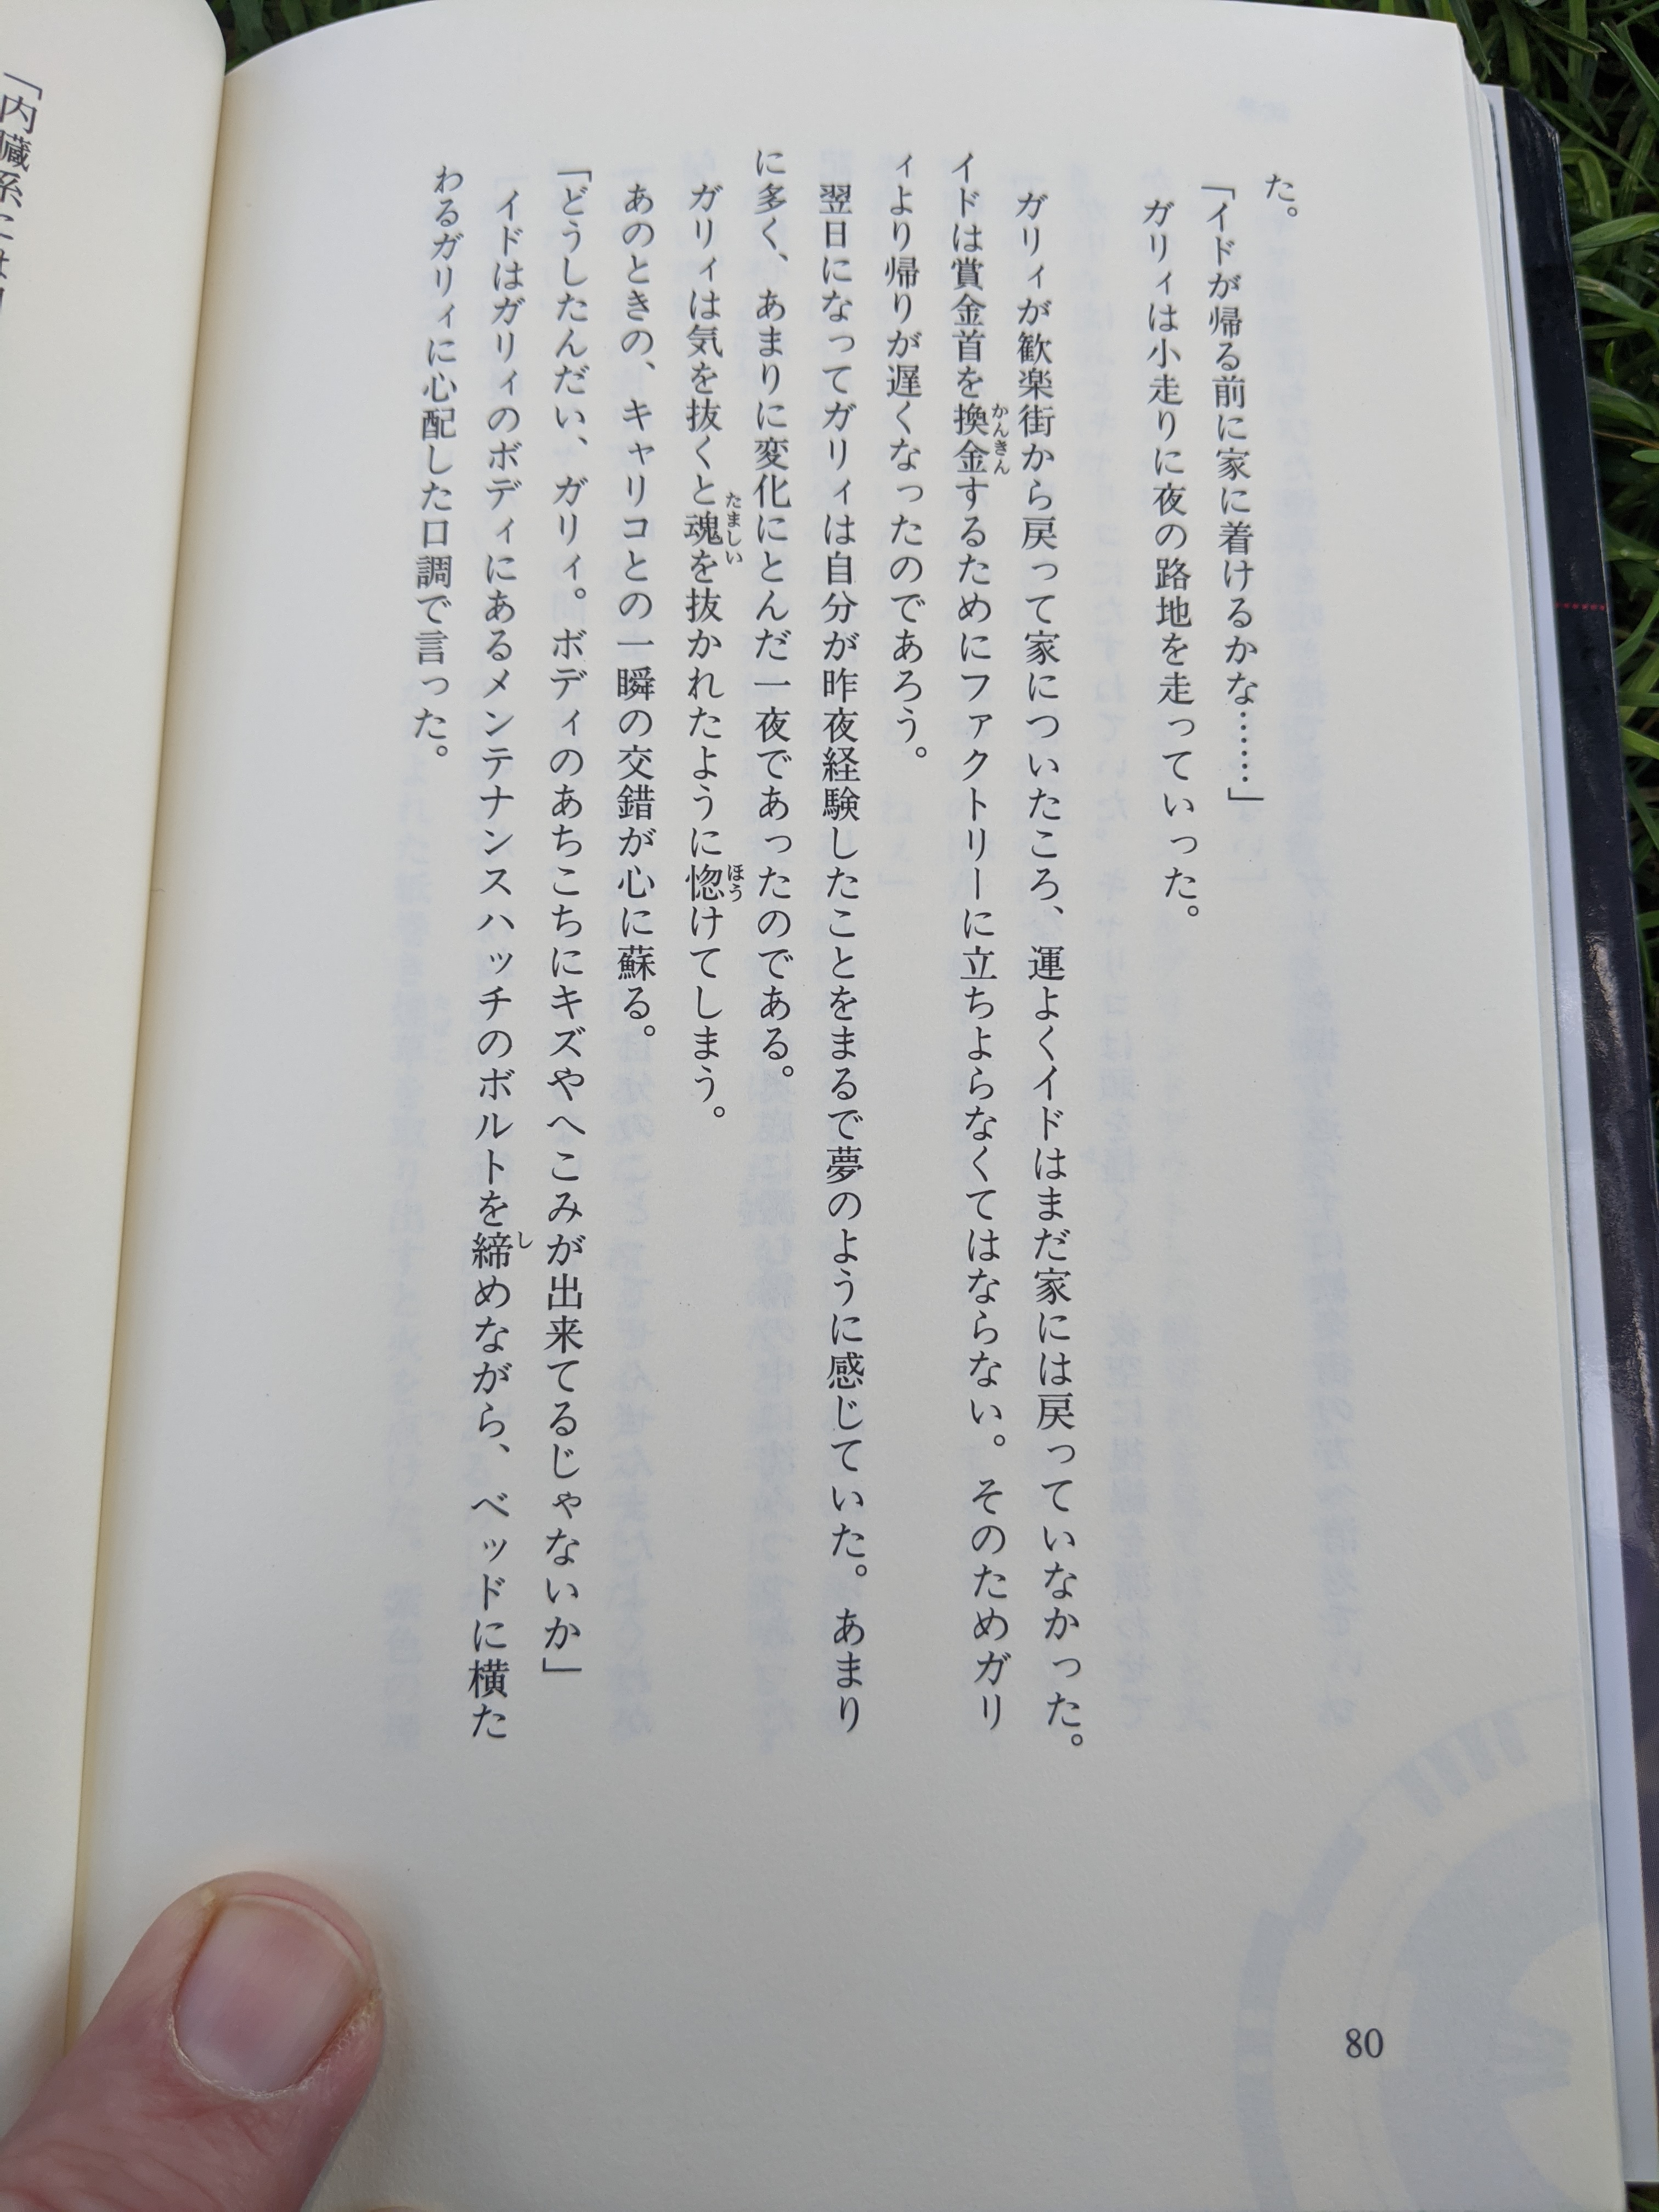 た。
「イドが帰る前に家に着けるかな……」
ガリィは小走りに夜の路地を走っていった。
ガリィが歓楽街から戻って家についたころ、運よくイドはまだ家には戻っていなかった。
イドは賞金首を換金するためにファクトリーに立ちよらなくてはならない。そのためガリ
かんきん
ィより帰りが遅くなったのであろう。
翌日になってガリィは自分が昨夜経験したことをまるで夢のように感じていた。あまり
に多く、あまりに変化にとんだ一夜であったのである。
ガリィは気を抜くと魂を抜かれたように惚けてしまう。
たましい
ほう
あのときの、キャリコとの一瞬の交錯が心に蘇る。
「どうしたんだい、ガリィ。ボディのあちこちにキズやへこみが出来てるじゃないか」
イドはガリィのボディにあるメンテナンスハッチのボルトを締めながら、ベッドに横た
し
わるガリィに心配した口調で言った。
80
「内臓系には